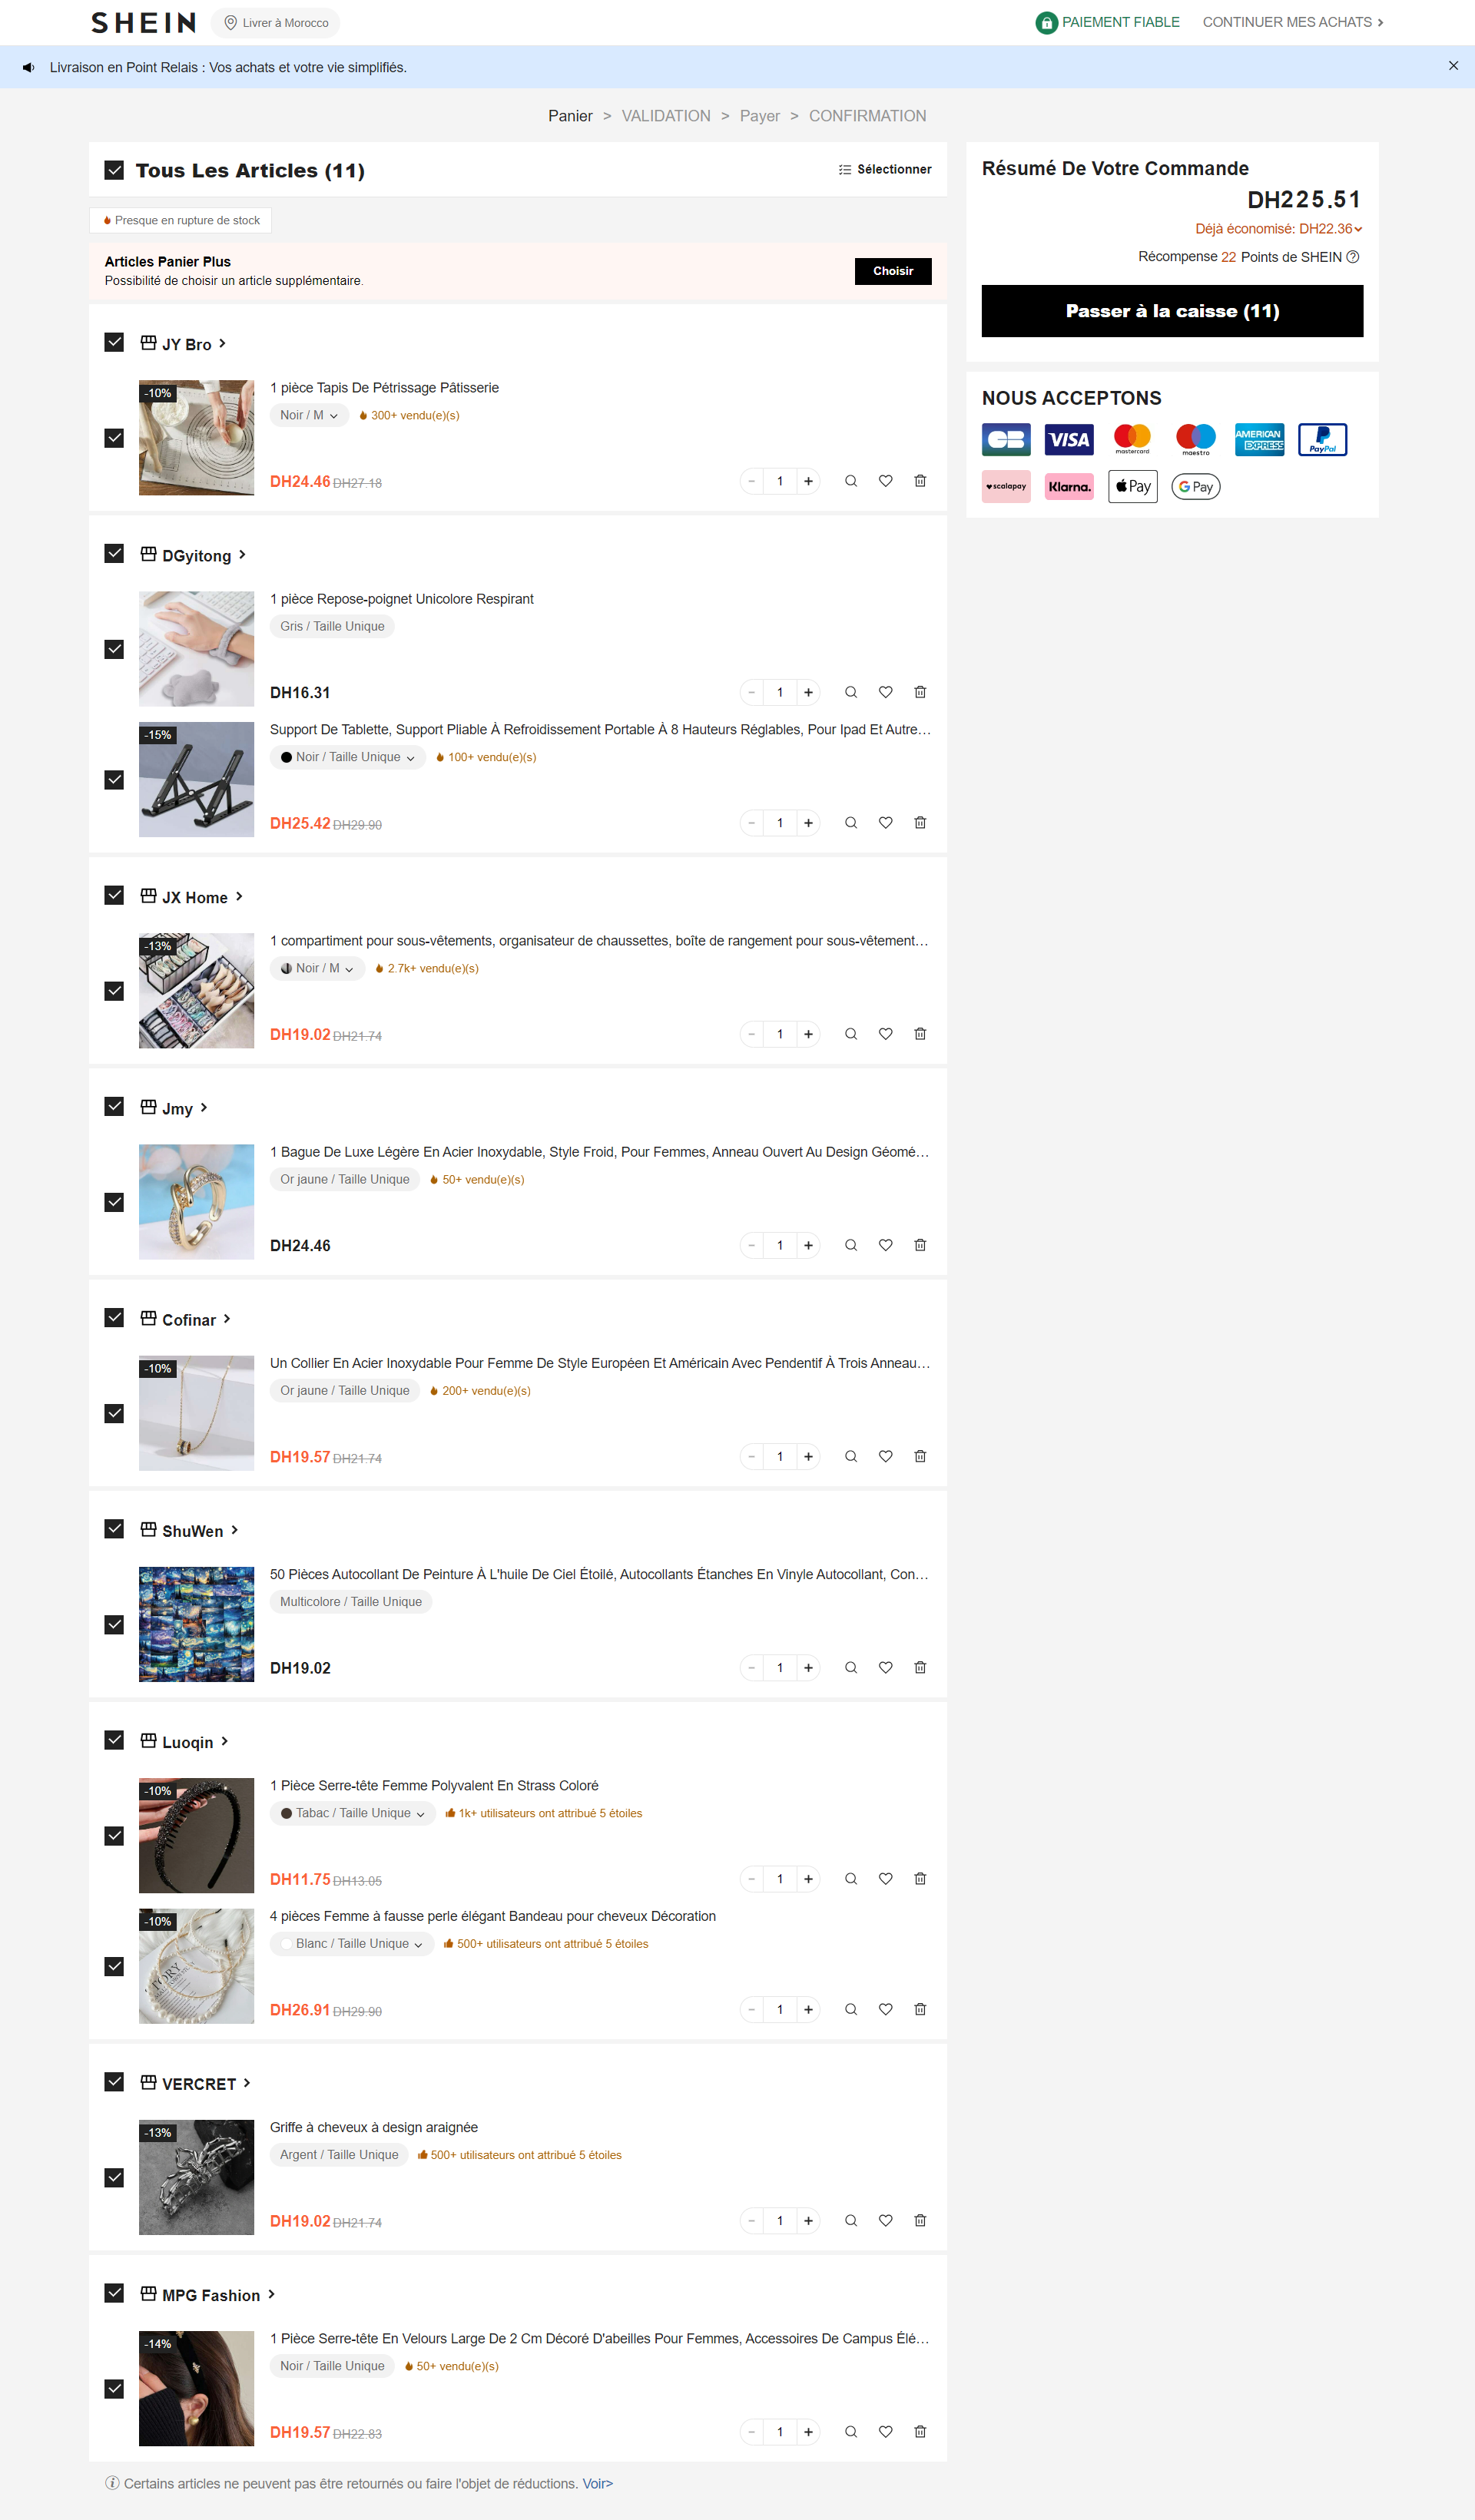 SHEIN
Livrer à Morocco
PAIEMENT FIABLE
CONTINUER MES ACHATS >
Livraison en Point Relais : Vos achats et votre vie simplifiés.
Panier > VALIDATION > Payer > CONFIRMATION
Tous Les Articles (11)
Sélectionner
Presque en rupture de stock
Articles Panier Plus
Possibilité de choisir un article supplémentaire.
Choisir
JY Bro >
-10%
1 pièce Tapis De Pétrissage Pâtisserie
Noir / M
300+ vendu(e)(s)
DH24.46 DH27.18
- 1 +
DGyitong >
1 pièce Repose-poignet Unicolore Respirant
Gris / Taille Unique
DH16.31
- 1 +
-15%
Support De Tablette, Support Pliable À Refroidissement Portable À 8 Hauteurs Réglables, Pour Ipad Et Autre...
Noir / Taille Unique
100+ vendu(e)(s)
DH25.42 DH29.90
- 1 +
JX Home >
-13%
1 compartiment pour sous-vêtements, organisateur de chaussettes, boîte de rangement pour sous-vêtement...
Noir / M
2.7k+ vendu(e)(s)
DH19.02 DH21.74
- 1 +
Jmy >
1 Bague De Luxe Légère En Acier Inoxydable, Style Froid, Pour Femmes, Anneau Ouvert Au Design Géomé...
Or jaune / Taille Unique
50+ vendu(e)(s)
DH24.46
- 1 +
Cofinar >
-10%
Un Collier En Acier Inoxydable Pour Femme De Style Européen Et Américain Avec Pendentif À Trois Anneau...
Or jaune / Taille Unique
200+ vendu(e)(s)
DH19.57 DH21.74
- 1 +
ShuWen >
50 Pièces Autocollant De Peinture À L'huile De Ciel Étoilé, Autocollants Étanches En Vinyle Autocollant, Con...
Multicolore / Taille Unique
DH19.02
- 1 +
Luoqin >
-10%
1 Pièce Serre-tête Femme Polyvalent En Strass Coloré
Tabac / Taille Unique
1k+ utilisateurs ont attribué 5 étoiles
DH11.75 DH13.05
- 1 +
-10%
4 pièces Femme à fausse perle élégant Bandeau pour cheveux Décoration
Blanc / Taille Unique
500+ utilisateurs ont attribué 5 étoiles
DH26.91 DH29.90
- 1 +
VERCRET >
-13%
Griffe à cheveux à design araignée
Argent / Taille Unique
500+ utilisateurs ont attribué 5 étoiles
DH19.02 DH21.74
- 1 +
MPG Fashion >
-14%
1 Pièce Serre-tête En Velours Large De 2 Cm Décoré D'abeilles Pour Femmes, Accessoires De Campus Élé...
Noir / Taille Unique
50+ vendu(e)(s)
DH19.57 DH22.83
- 1 +
Certains articles ne peuvent pas être retournés ou faire l'objet de réductions. Voir>
Résumé De Votre Commande
DH225.51
Déjà économisé: DH22.36
Récompense 22 Points de SHEIN
Passer à la caisse (11)
NOUS ACCEPTONS
CB
VISA
mastercard
maestro
AMERICAN EXPRESS
PayPal
scalapay
Klarna.
Pay
G Pay